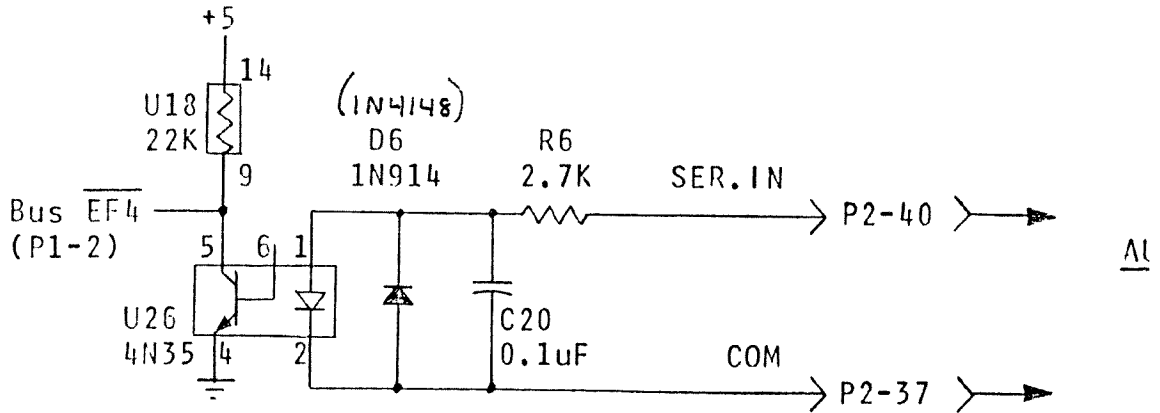 +5
14
U18
22K
9
(1N4148)
D6
1N914
R6
2.7K
SER.IN
Bus EF4
(P1-2)
5 6 1
P2-40
U26
4N35
4 2
C20
0.1uF
COM
P2-37